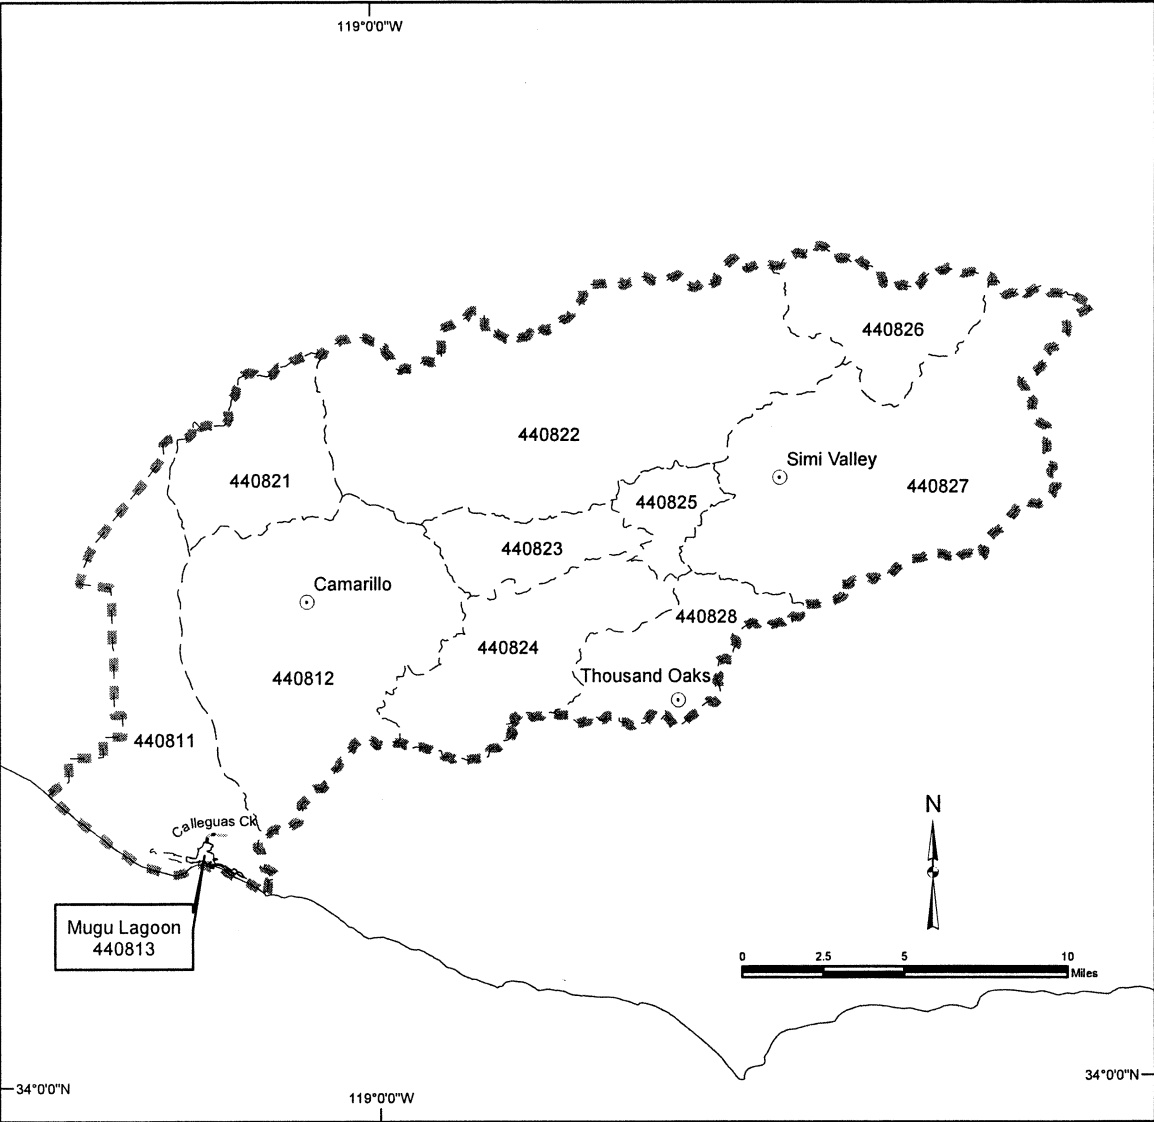 119°0'0"W
440826
440822
Simi Valley
440821
440827
440825
440823
Camarillo
440828
440824
Thousand Oaks
440812
440811
Calleguas Ck
N
Mugu Lagoon
440813
0 2.5 5 10
Miles
34°0'0"N
34°0'0"N
119°0'0"W